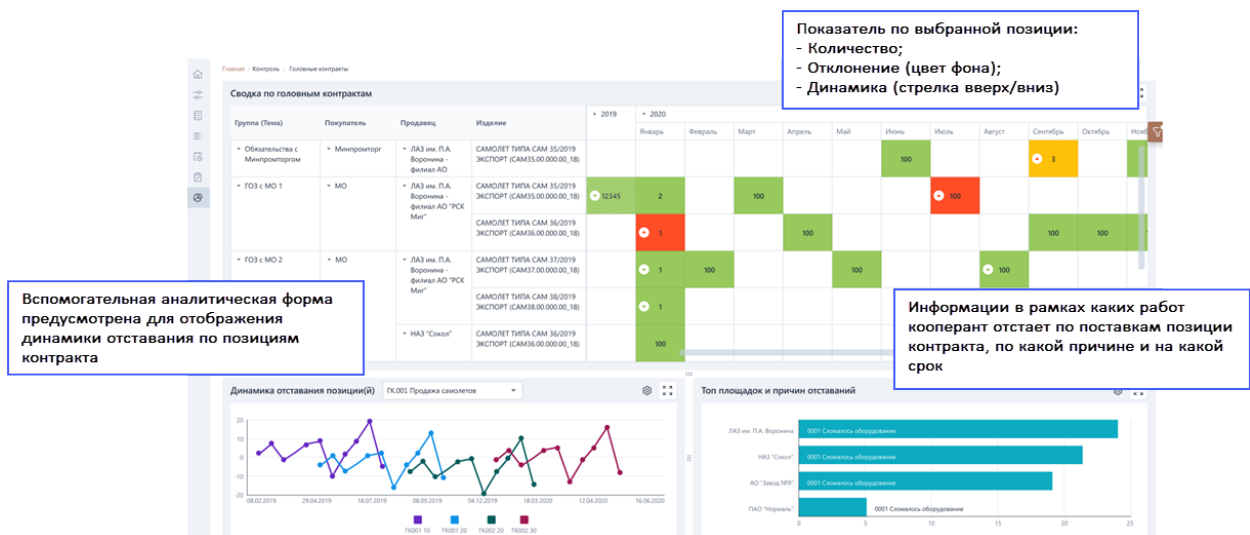 Показатель по выбранной позиции:
- Количество;
- Отклонение (цвет фона);
- Динамика (стрелка вверх/вниз)
Главная / Контроль / Головные контракты
Сводка по головным контрактам
Группа (Тема) Покупатель Продавец Изделие 2019 2020
Январь Февраль Март Апрель Май Июнь Июль Август Сентябрь Октябрь Нояб
Обязательства с Минпромторг ЛАЗ им. П.А. САМОЛЕТ ТИПА САМ 35/2019
Минпромторгом Воронина - ЭКСПОРТ (САМ35.00.000.00_18) 100 3
филиал АО
ГОЗ с МО 1 МО ЛАЗ им. П.А. САМОЛЕТ ТИПА САМ 35/2019
Воронина - ЭКСПОРТ (САМ35.00.000.00_18) 12345 2 100 100
филиал АО "РСК
Миг" САМОЛЕТ ТИПА САМ 36/2019
ЭКСПОРТ (САМ36.00.000.00_18) 1 100 100 100
ГОЗ с МО 2 МО ЛАЗ им. П.А. САМОЛЕТ ТИПА САМ 37/2019
Воронина - ЭКСПОРТ (САМ37.00.000.00_18) 1 100 100 100
филиал АО "РСК
Миг" САМОЛЕТ ТИПА САМ 38/2019
ЭКСПОРТ (САМ38.00.000.00_18) 1
НАЗ "Сокол" САМОЛЕТ ТИПА САМ 36/2019
ЭКСПОРТ (САМ36.00.000.00_18) 100
Вспомогательная аналитическая форма
предусмотрена для отображения
динамики отставания по позициям
контракта
Информации в рамках каких работ
кооперант отстает по поставкам позиции
контракта, по какой причине и на какой
срок
Динамика отставания позиции(й) ГК.001 Продажа самолетов
20
10
0
-10
-20
08.02.2019 29.04.2019 18.07.2019 08.09.2019 04.12.2019 18.03.2020 12.04.2020 16.06.2020
ГК001 10 ГК001 20 ГК002 20 ГК002 30
Топ площадок и причин отставаний
ЛАЗ им. П.А. Воронина 0001 Сломалось оборудование
НАЗ "Сокол" 0001 Сломалось оборудование
АО "Завод №9" 0001 Сломалось оборудование
ПАО "Нормаль" 0001 Сломалось оборудование
0 5 10 15 20 25